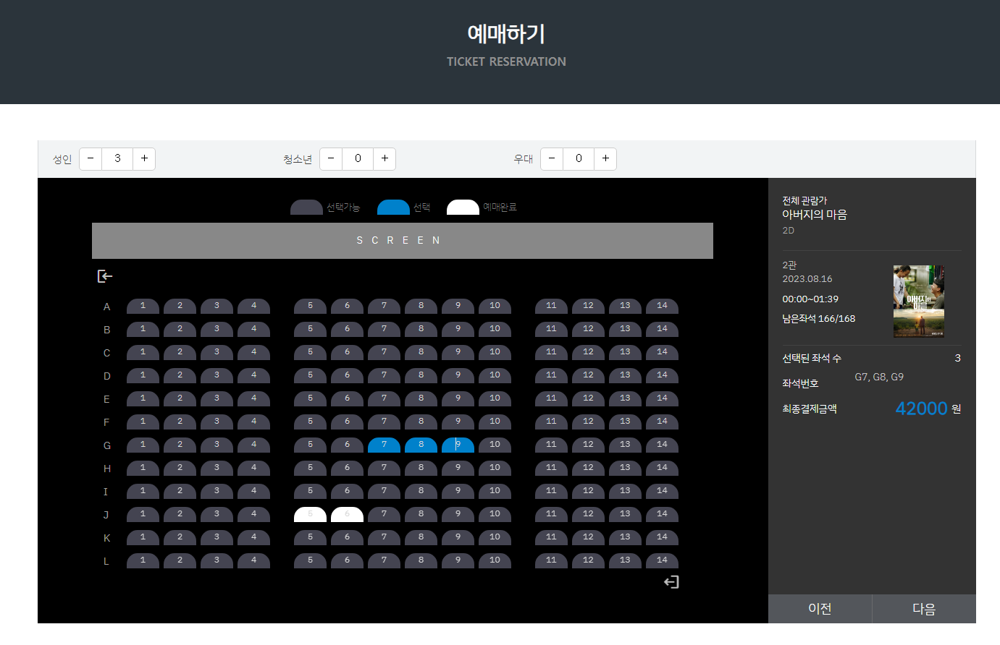 예매하기
TICKET RESERVATION
성인 − 3 + 청소년 − 0 + 우대 − 0 +
선택가능 선택 예매완료
SCREEN
A 1 2 3 4 5 6 7 8 9 10 11 12 13 14
B 1 2 3 4 5 6 7 8 9 10 11 12 13 14
C 1 2 3 4 5 6 7 8 9 10 11 12 13 14
D 1 2 3 4 5 6 7 8 9 10 11 12 13 14
E 1 2 3 4 5 6 7 8 9 10 11 12 13 14
F 1 2 3 4 5 6 7 8 9 10 11 12 13 14
G 1 2 3 4 5 6 7 8 9 10 11 12 13 14
H 1 2 3 4 5 6 7 8 9 10 11 12 13 14
I 1 2 3 4 5 6 7 8 9 10 11 12 13 14
J 1 2 3 4 5 6 7 8 9 10 11 12 13 14
K 1 2 3 4 5 6 7 8 9 10 11 12 13 14
L 1 2 3 4 5 6 7 8 9 10 11 12 13 14
전체 관람가
아버지의 마음
2D
2관
2023.08.16
00:00~01:39
남은좌석 166/168
아버지의
마음
선택된 좌석 수 3
좌석번호 G7, G8, G9
최종결제금액 42000 원
이전 다음